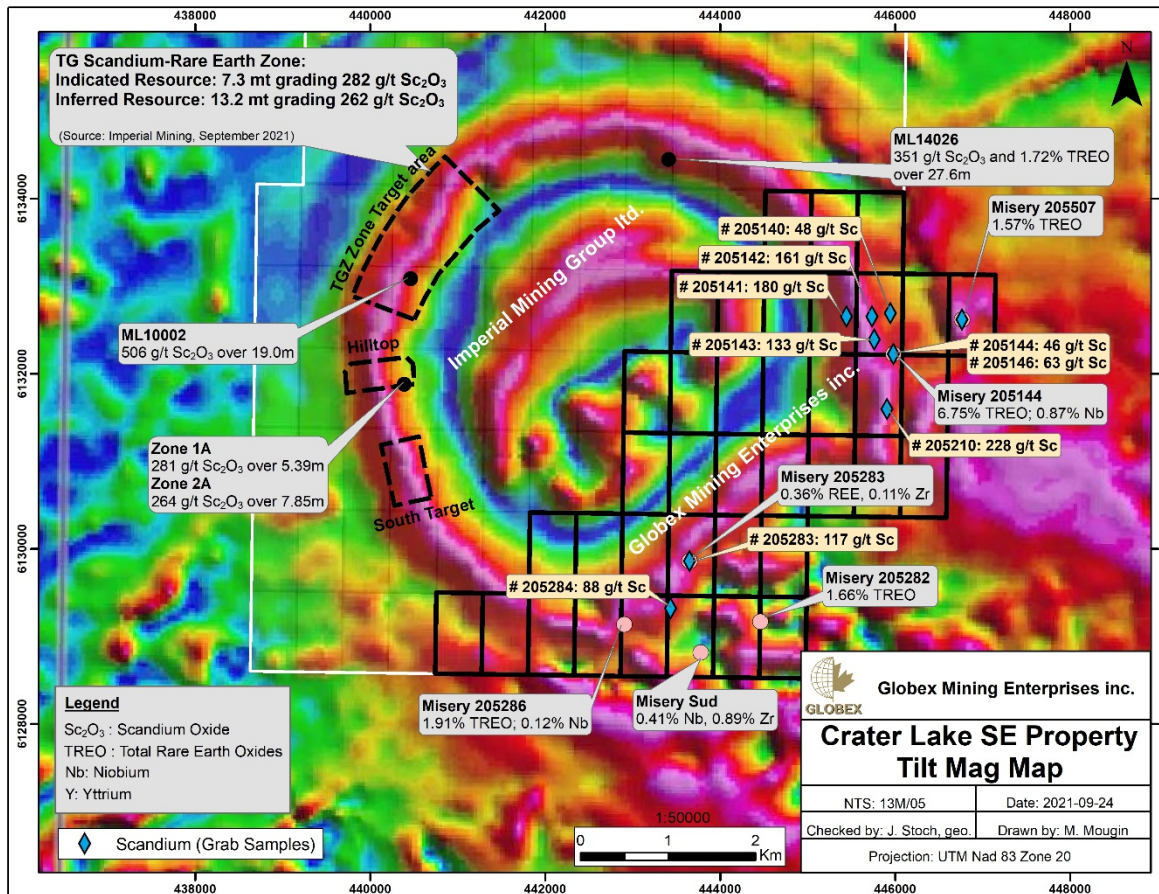 438000
440000
442000
444000
446000
448000
TG Scandium-Rare Earth Zone:
Indicated Resource: 7.3 mt grading 282 g/t Sc₂O₃
Inferred Resource: 13.2 mt grading 262 g/t Sc₂O₃
(Source: Imperial Mining, September 2021)
N
ML14026
351 g/t Sc₂O₃ and 1.72% TREO
over 27.6m
6134000
6134000
TGZ Zone Target area
Imperial Mining Group ltd.
Misery 205507
1.57% TREO
# 205140: 48 g/t Sc
# 205142: 161 g/t Sc
# 205141: 180 g/t Sc
# 205143: 133 g/t Sc
ML10002
506 g/t Sc₂O₃ over 19.0m
Hilltop
# 205144: 46 g/t Sc
# 205146: 63 g/t Sc
6132000
6132000
Misery 205144
6.75% TREO; 0.87% Nb
# 205210: 228 g/t Sc
Zone 1A
281 g/t Sc₂O₃ over 5.39m
Zone 2A
264 g/t Sc₂O₃ over 7.85m
South Target
Globex Mining Enterprises inc.
Misery 205283
0.36% REE, 0.11% Zr
# 205283: 117 g/t Sc
6130000
6130000
# 205284: 88 g/t Sc
Misery 205282
1.66% TREO
Misery 205286
1.91% TREO; 0.12% Nb
Misery Sud
0.41% Nb, 0.89% Zr
6128000
6128000
Legend
Sc₂O₃ : Scandium Oxide
TREO : Total Rare Earth Oxides
Nb: Niobium
Y: Yttrium
Scandium (Grab Samples)
1:50000
0 1 2
Km
GLOBEX
Globex Mining Enterprises inc.
Crater Lake SE Property
Tilt Mag Map
NTS: 13M/05
Date: 2021-09-24
Checked by: J. Stoch, geo.
Drawn by: M. Mougin
Projection: UTM Nad 83 Zone 20
438000
440000
442000
444000
446000
448000